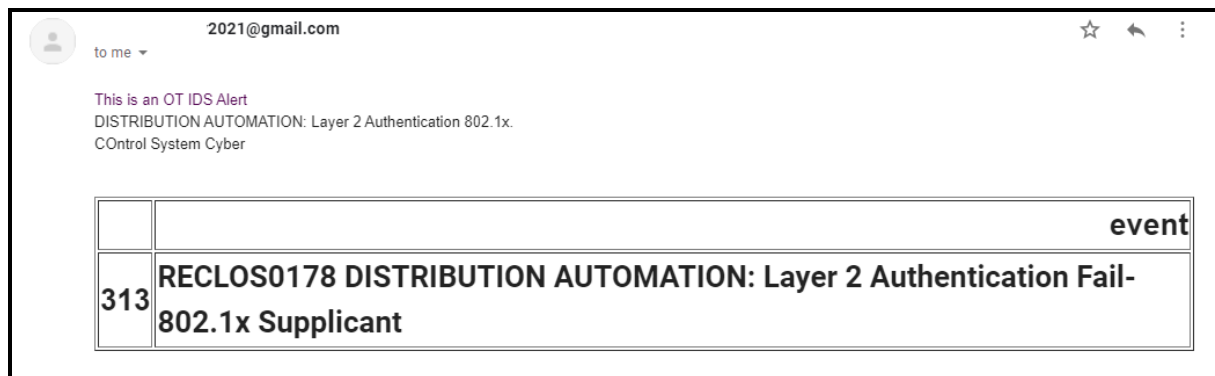 2021@gmail.com
to me
This is an OT IDS Alert
DISTRIBUTION AUTOMATION: Layer 2 Authentication 802.1x.
COntrol System Cyber
event
313 RECLOS0178 DISTRIBUTION AUTOMATION: Layer 2 Authentication Fail-
802.1x Supplicant